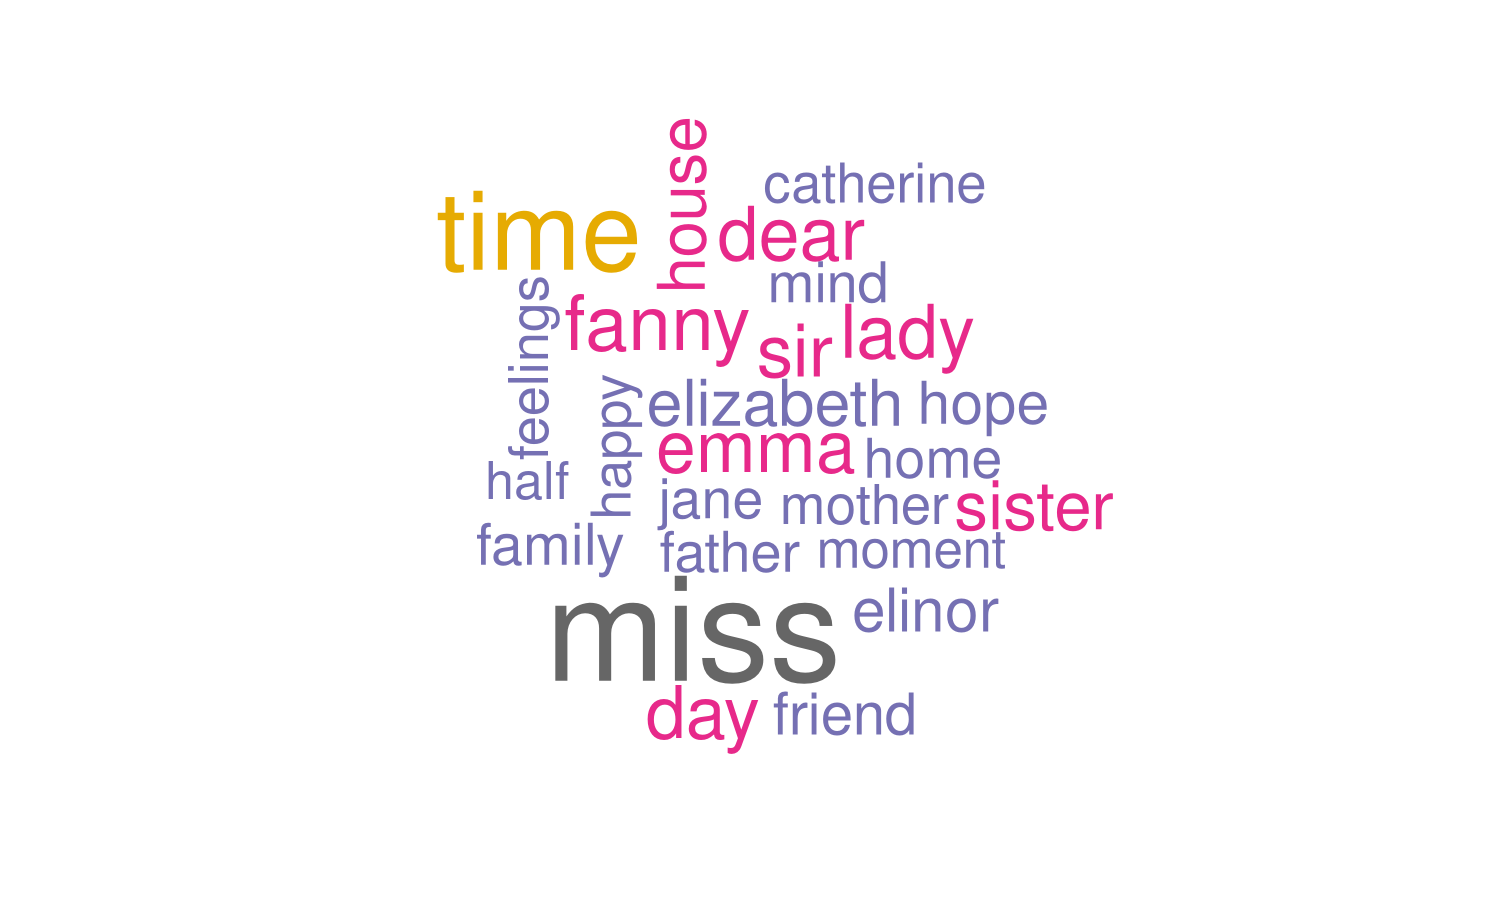 house
catherine
time
dear
mind
feelings
fanny
sir
lady
happy
elizabeth
hope
emma
home
half
jane
mother
sister
family
father
moment
miss
elinor
day
friend